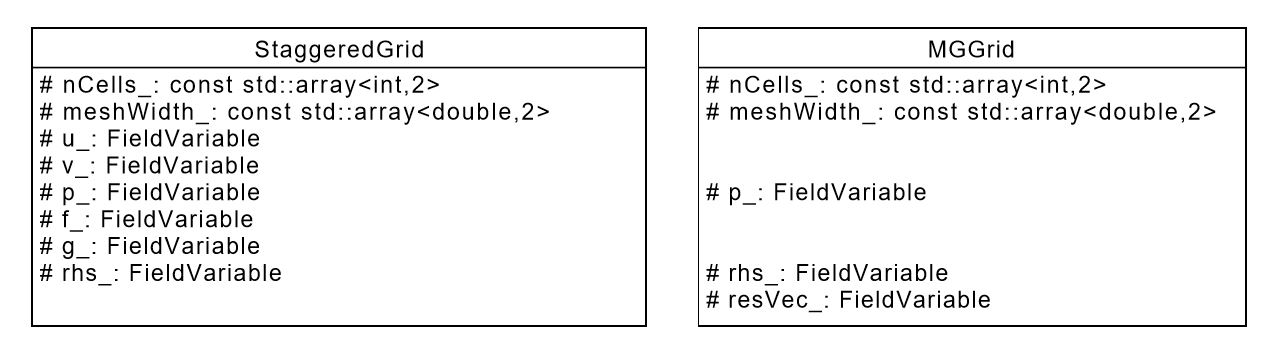 StaggeredGrid
# nCells_: const std::array<int,2>
# meshWidth_: const std::array<double,2>
# u_: FieldVariable
# v_: FieldVariable
# p_: FieldVariable
# f_: FieldVariable
# g_: FieldVariable
# rhs_: FieldVariable
MGGrid
# nCells_: const std::array<int,2>
# meshWidth_: const std::array<double,2>
# p_: FieldVariable
# rhs_: FieldVariable
# resVec_: FieldVariable